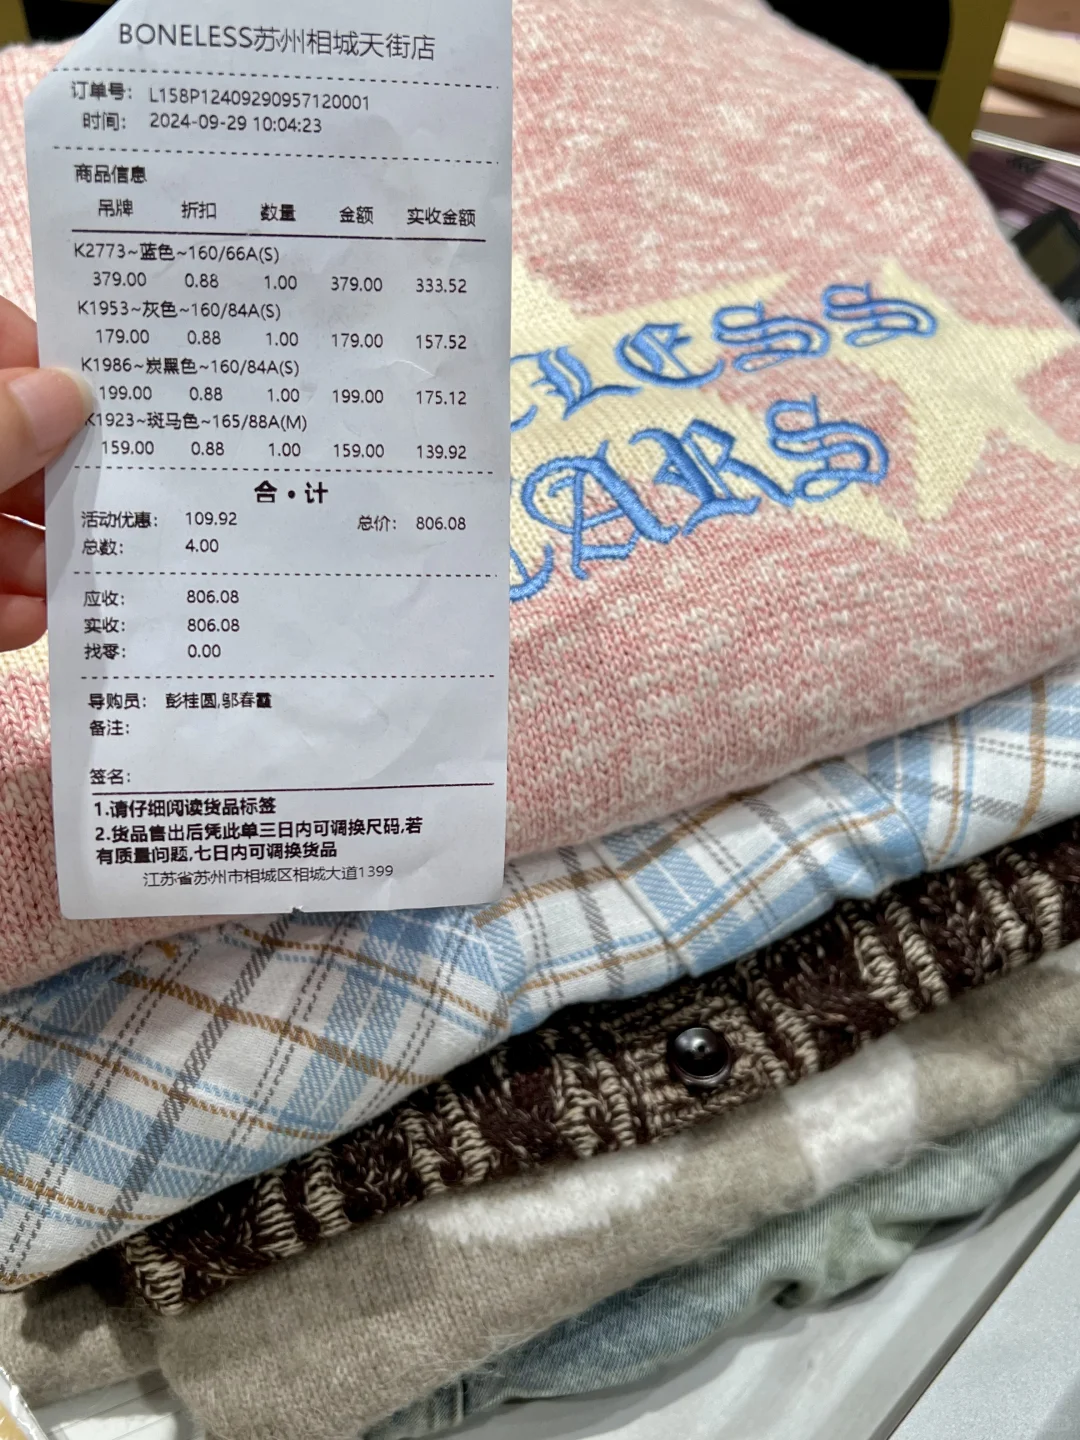 BONELESS苏州相城天街店
订单号： L158P12409290957120001
时间： 2024-09-29 10:04:23
商品信息
吊牌 折扣 数量 金额 实收金额
K2773~蓝色~160/66A(S)
379.00 0.88 1.00 379.00 333.52
K1953~灰色~160/84A(S)
179.00 0.88 1.00 179.00 157.52
K1986~炭黑色~160/84A(S)
199.00 0.88 1.00 199.00 175.12
K1923~斑马色~165/88A(M)
159.00 0.88 1.00 159.00 139.92
合·计
活动优惠： 109.92 总价： 806.08
总数： 4.00
应收： 806.08
实收： 806.08
找零： 0.00
导购员： 彭桂圆,邬春霞
备注：
签名：
1.请仔细阅读货品标签
2.货品售出后凭此单三日内可调换尺码,若
有质量问题,七日内可调换货品
江苏省苏州市相城区相城大道1399
LESS
ARS